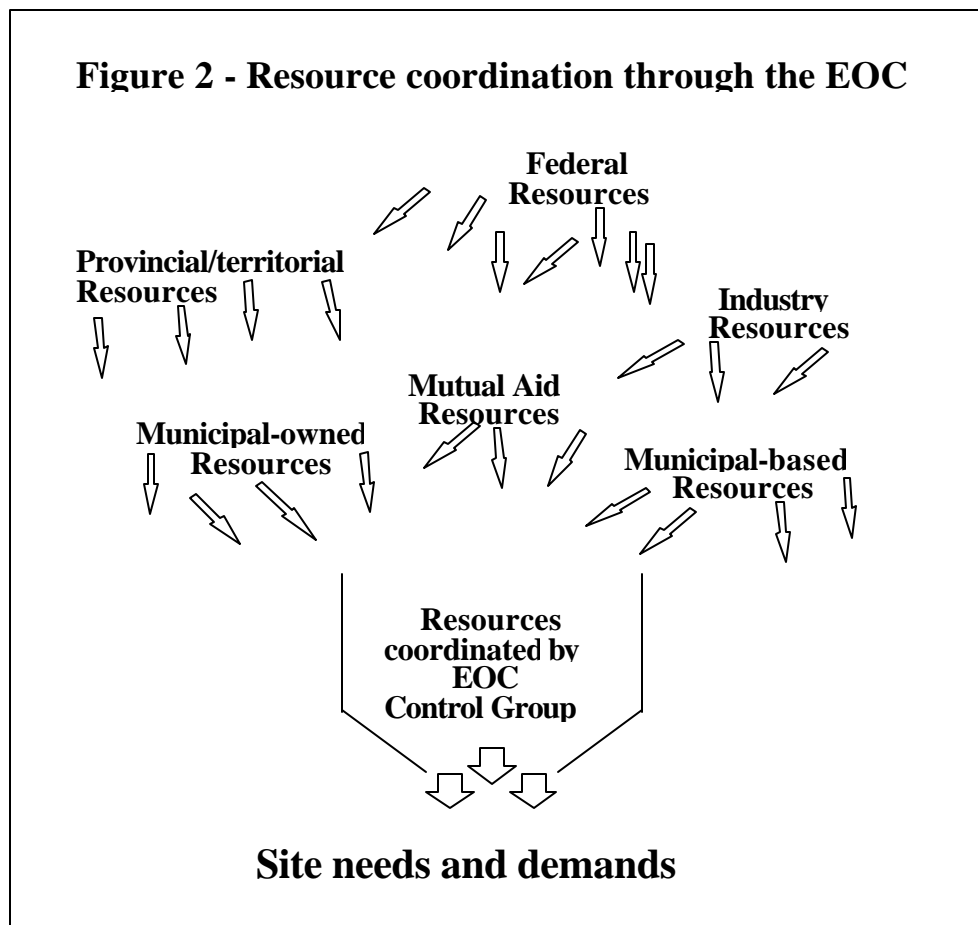 Figure 2 - Resource coordination through the EOC
Federal
Resources
Provincial/territorial
Resources
Industry
Resources
Mutual Aid
Resources
Municipal-owned
Resources
Municipal-based
Resources
Resources
coordinated by
EOC
Control Group
Site needs and demands